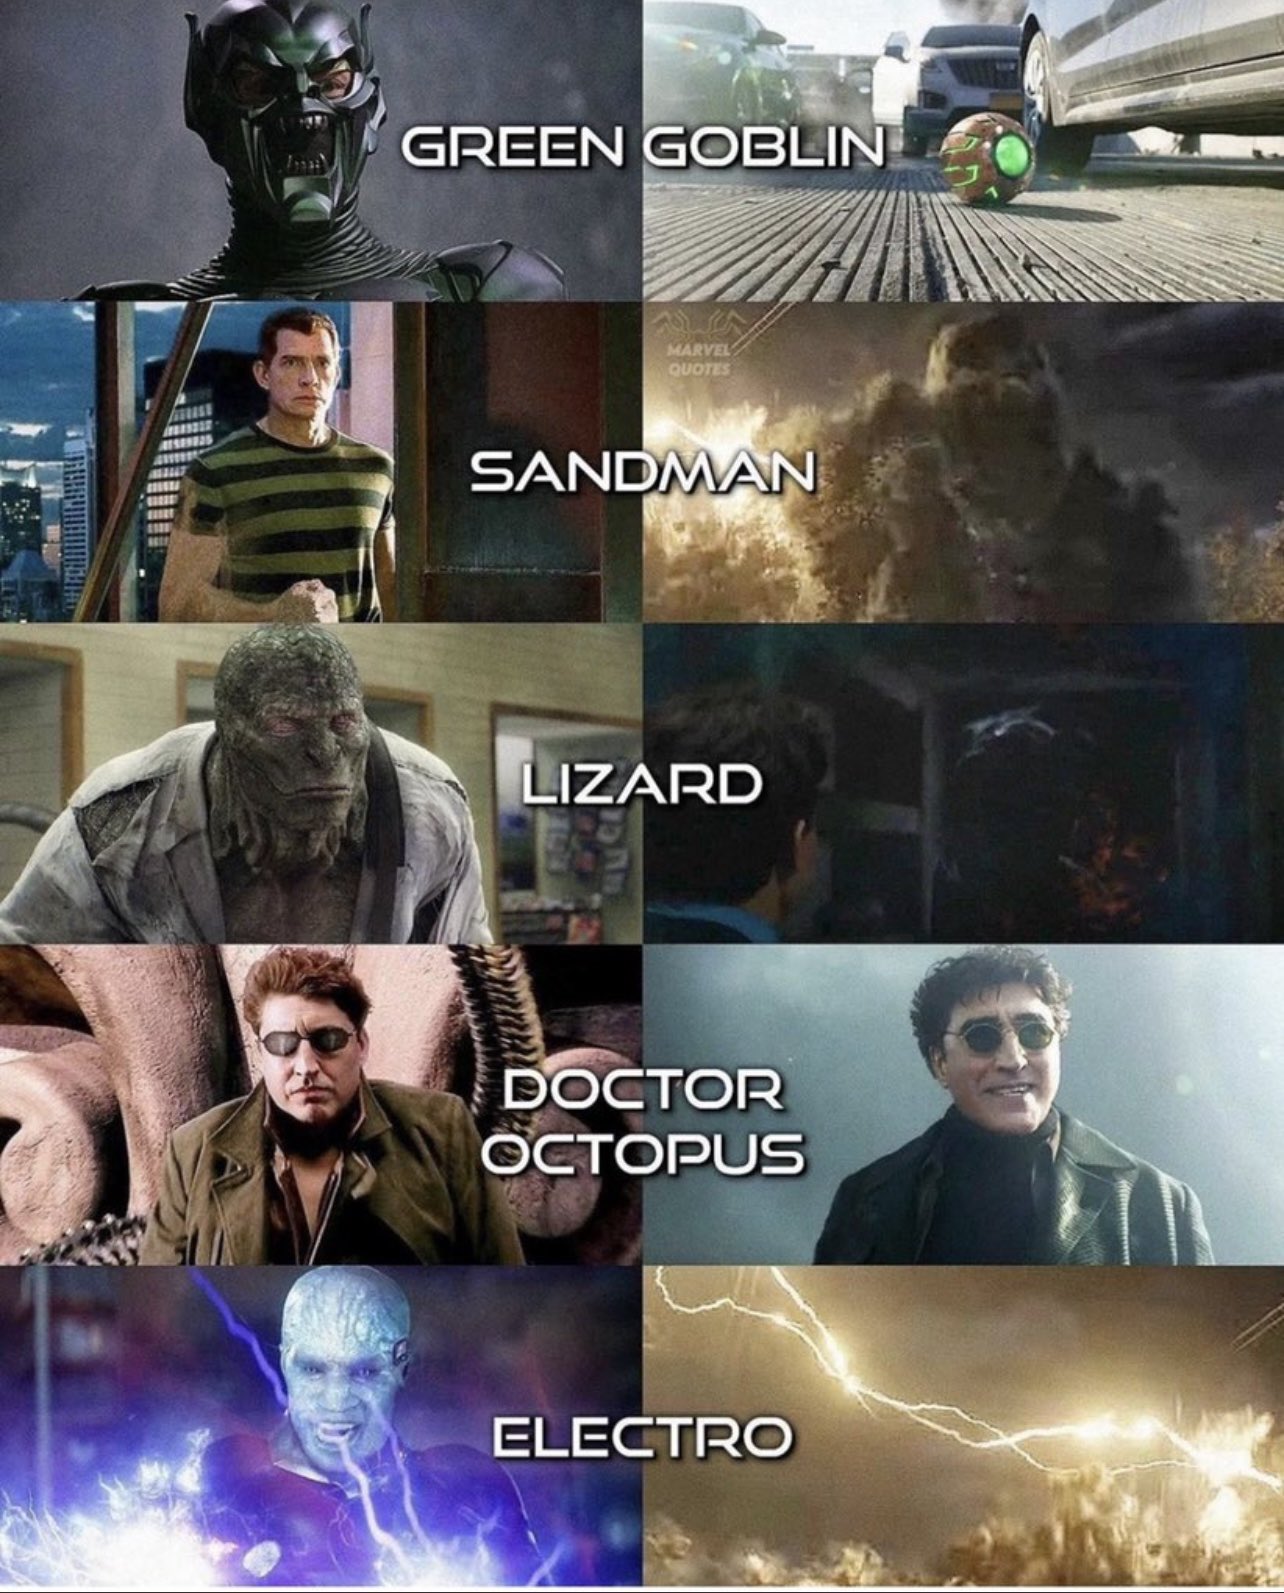 GREEN GOBLIN
MARVEL
QUOTES
SANDMAN
LIZARD
DOCTOR
OCTOPUS
ELECTRO